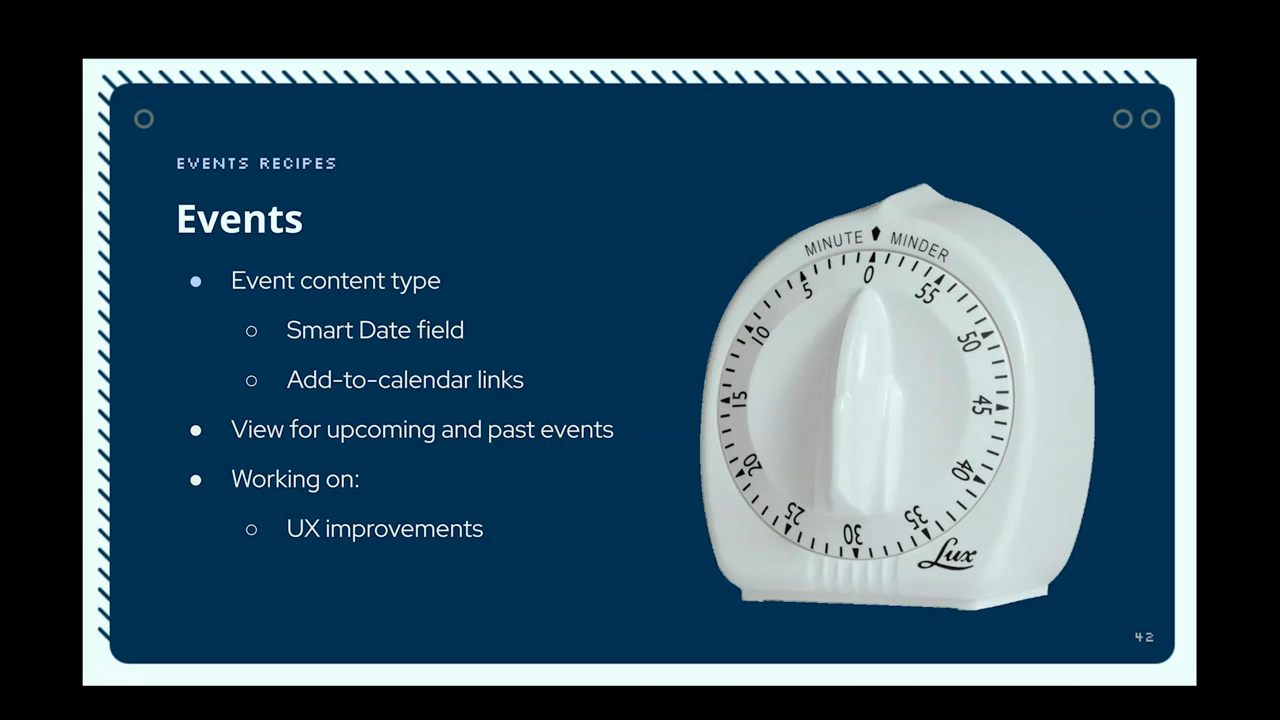 EVENTS RECIPES
Events
Event content type
Smart Date field
Add-to-calendar links
View for upcoming and past events
Working on:
UX improvements
MINUTE MINDER
0
55
50
45
40
35
30
25
20
15
10
5
Lux
42